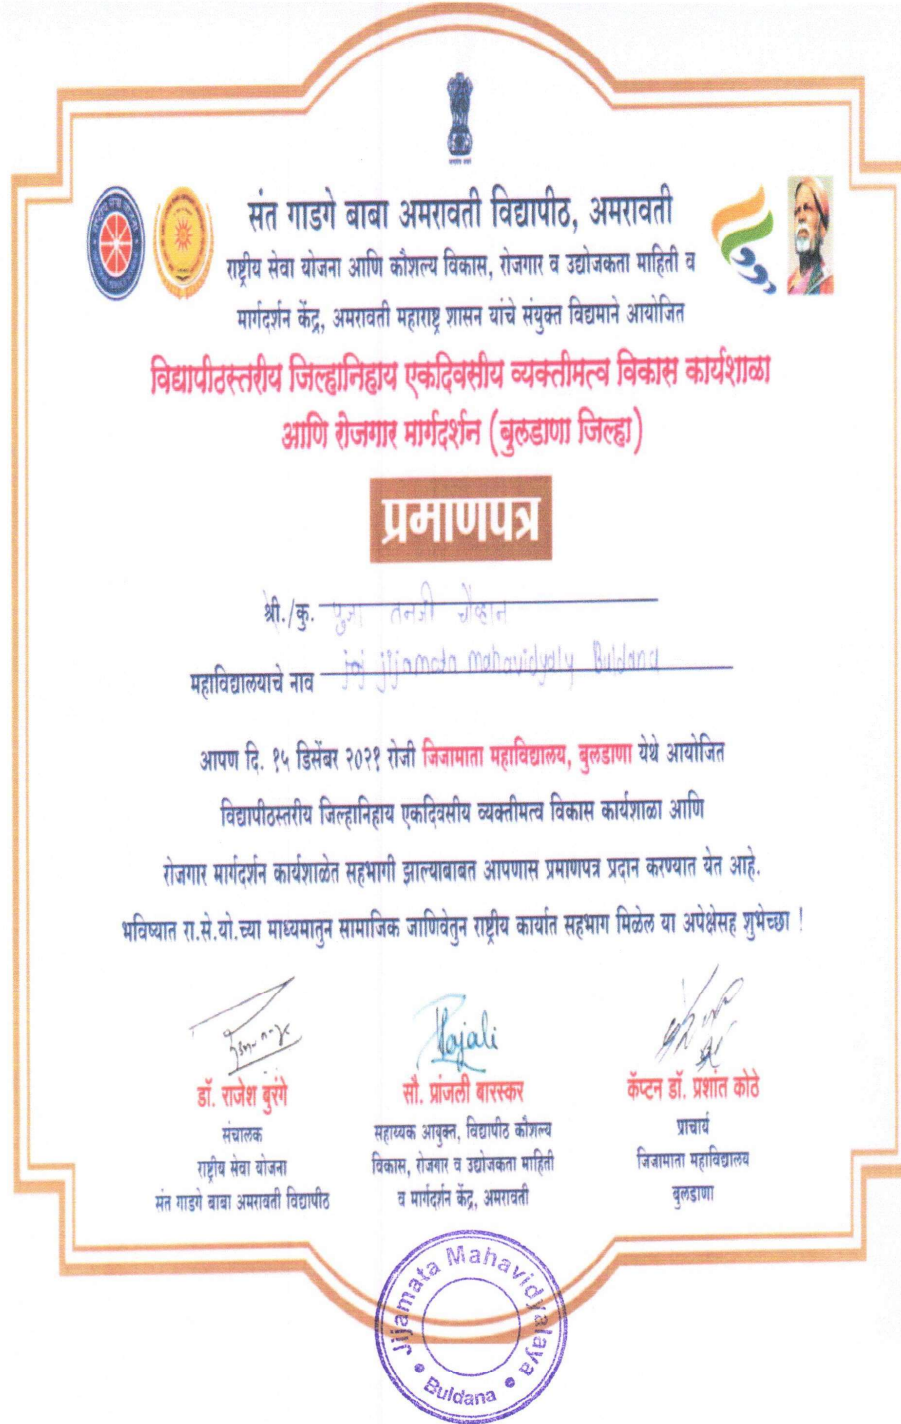 संत गाडगे बाबा अमरावती विद्यापीठ, अमरावती
राष्ट्रीय सेवा योजना आणि कौशल्य विकास, रोजगार व उद्योजकता माहिती व
मार्गदर्शन केंद्र, अमरावती महाराष्ट्र शासन यांचे संयुक्त विद्यमाने आयोजित
विद्यापीठस्तरीय जिल्हानिहाय एकदिवसीय व्यक्तीमत्व विकास कार्यशाळा
आणि रोजगार मार्गदर्शन (बुलडाणा जिल्हा)
प्रमाणपत्र
श्री./कु. पुजा तनजी चौव्हान
महाविद्यालयाचे नाव jijamata mahavidyaly Buldana
आपण दि. १५ डिसेंबर २०२१ रोजी जिजामाता महाविद्यालय, बुलडाणा येथे आयोजित
विद्यापीठस्तरीय जिल्हानिहाय एकदिवसीय व्यक्तीमत्व विकास कार्यशाळा आणि
रोजगार मार्गदर्शन कार्यशाळेत सहभागी झाल्याबाबत आपणास प्रमाणपत्र प्रदान करण्यात येत आहे.
भविष्यात रा.से.यो.च्या माध्यमातुन सामाजिक जाणिवेतुन राष्ट्रीय कार्यात सहभाग मिळेल या अपेक्षेसह शुभेच्छा !
डॉ. राजेश बुरंगे
संचालक
राष्ट्रीय सेवा योजना
संत गाडगे बाबा अमरावती विद्यापीठ
सौ. प्रांजली बारस्कर
सहाय्यक आयुक्त, विद्यापीठ कौशल्य
विकास, रोजगार व उद्योजकता माहिती
व मार्गदर्शन केंद्र, अमरावती
कॅप्टन डॉ. प्रशांत कोठे
प्राचार्य
जिजामाता महाविद्यालय
बुलडाणा
Jijamata Mahavidyalaya
Buldana